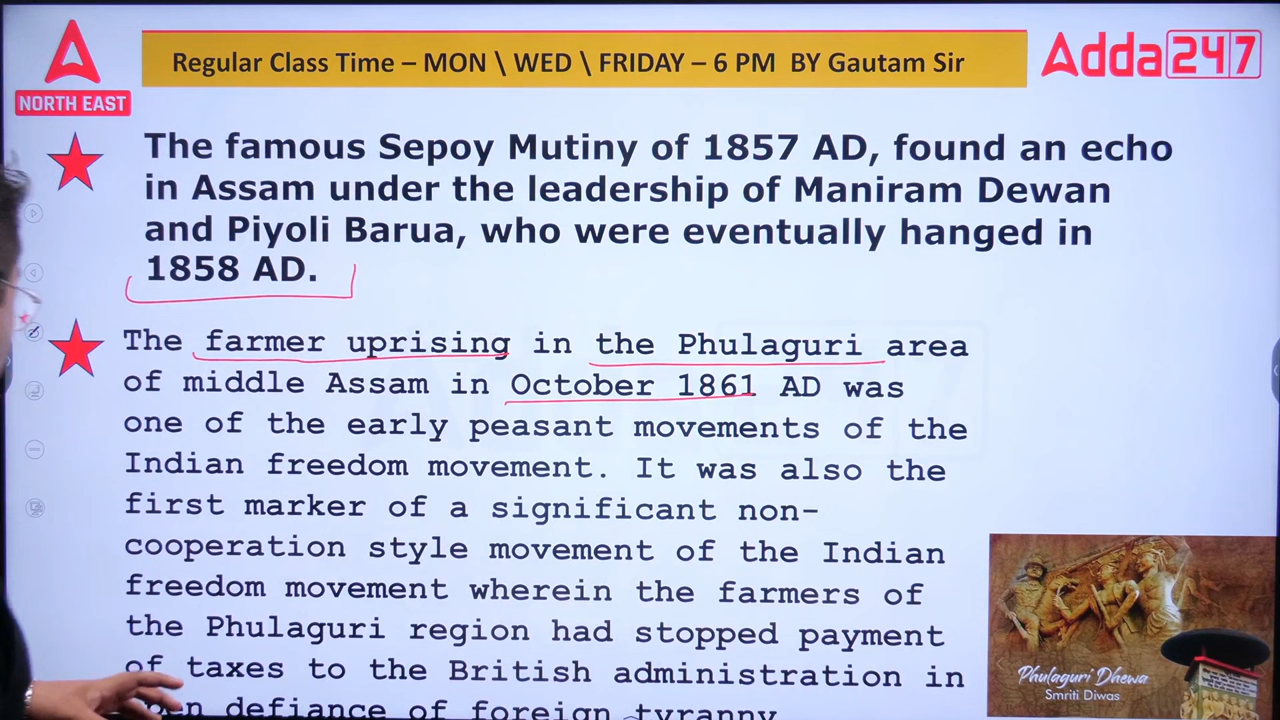 NORTH EAST
Regular Class Time – MON \ WED \ FRIDAY – 6 PM BY Gautam Sir
Adda247
The famous Sepoy Mutiny of 1857 AD, found an echo
in Assam under the leadership of Maniram Dewan
and Piyoli Barua, who were eventually hanged in
1858 AD.
The farmer uprising in the Phulaguri area
of middle Assam in October 1861 AD was
one of the early peasant movements of the
Indian freedom movement. It was also the
first marker of a significant non-
cooperation style movement of the Indian
freedom movement wherein the farmers of
the Phulaguri region had stopped payment
of taxes to the British administration in
open defiance of foreign tyranny
Phulaguri Dhewa
Smriti Diwas